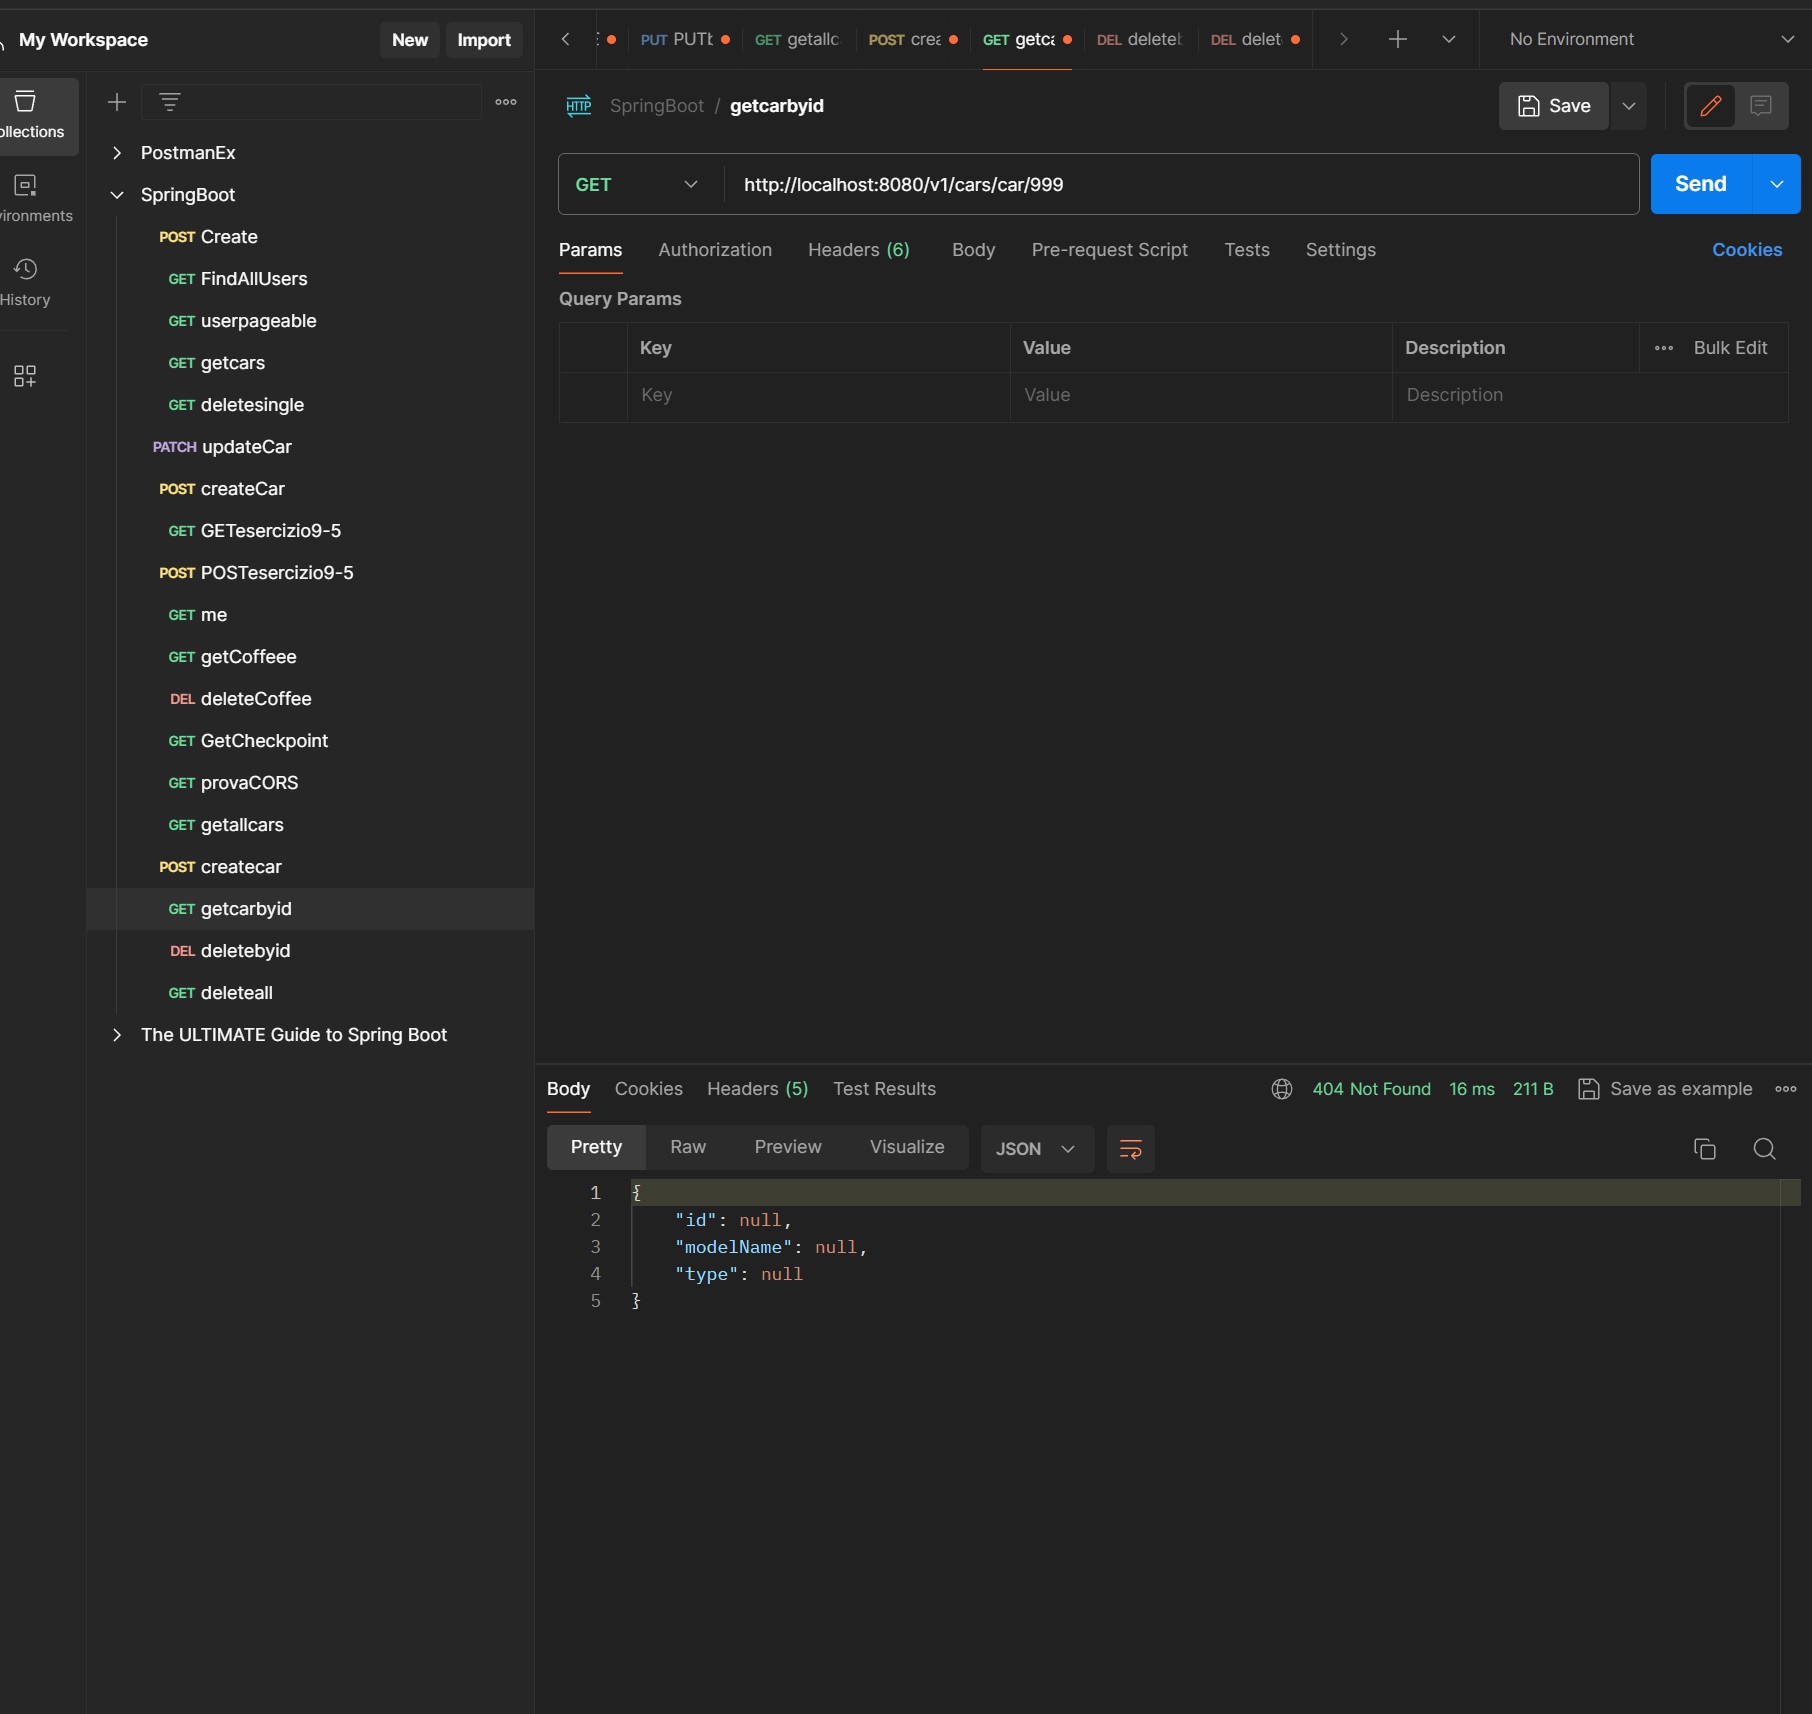 My Workspace
New
Import
PUT
GET getallc
POST
GET
DEL
DEL delet
No Environment
ollections
HTTP SpringBoot / getcarbyid
Save
PostmanEx
GET
http://localhost:8080/v1/cars/car/999
Send
SpringBoot
vironments
POST Create
Params Authorization Headers (6) Body Pre-request Script Tests Settings Cookies
GET FindAllUsers
History
Query Params
GET userpageable
Key Value Description Bulk Edit
GET getcars
Key Value Description
GET deletesingle
PATCH updateCar
POST createCar
GET GETesercizio9-5
POST POSTesercizio9-5
GET me
GET getCoffeee
DEL deleteCoffee
GET GetCheckpoint
GET provaCORS
GET getallcars
POST createcar
GET getcarbyid
DEL deletebyid
GET deleteall
The ULTIMATE Guide to Spring Boot
Body Cookies Headers (5) Test Results 404 Not Found 16 ms 211 B Save as example
Pretty Raw Preview Visualize JSON
1 {
2 "id": null,
3 "modelName": null,
4 "type": null
5 }